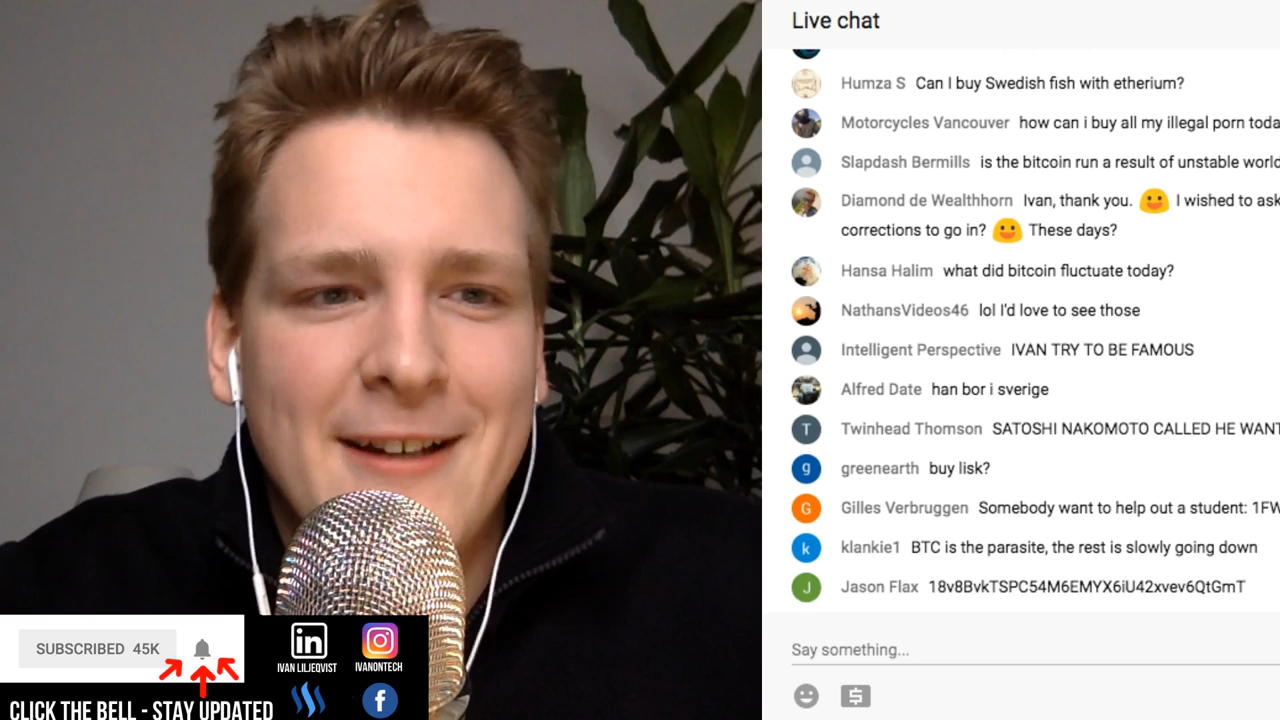 Live chat
Humza S Can I buy Swedish fish with etherium?
Motorcycles Vancouver how can i buy all my illegal porn toda
Slapdash Bermills is the bitcoin run a result of unstable world
Diamond de Wealthhorn Ivan, thank you. I wished to ask
corrections to go in? These days?
Hansa Halim what did bitcoin fluctuate today?
NathansVideos46 lol I'd love to see those
Intelligent Perspective IVAN TRY TO BE FAMOUS
Alfred Date han bor i sverige
T Twinhead Thomson SATOSHI NAKOMOTO CALLED HE WANT
g greenearth buy lisk?
G Gilles Verbruggen Somebody want to help out a student: 1FW
k klankie1 BTC is the parasite, the rest is slowly going down
J Jason Flax 18v8BvkTSPC54M6EMYX6iU42xvev6QtGmT
Say something...
SUBSCRIBED 45K
CLICK THE BELL - STAY UPDATED
in
IVAN LILJEQVIST
IVANONTECH
f